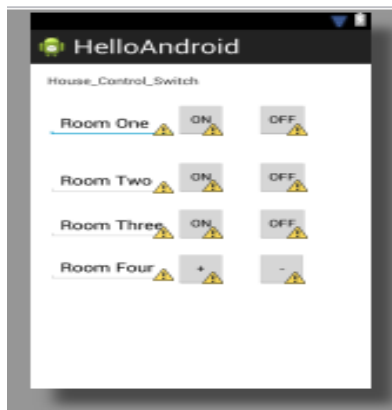 HelloAndroid
House_Control_Switch
Room One ON OFF
Room Two ON OFF
Room Three ON OFF
Room Four + -